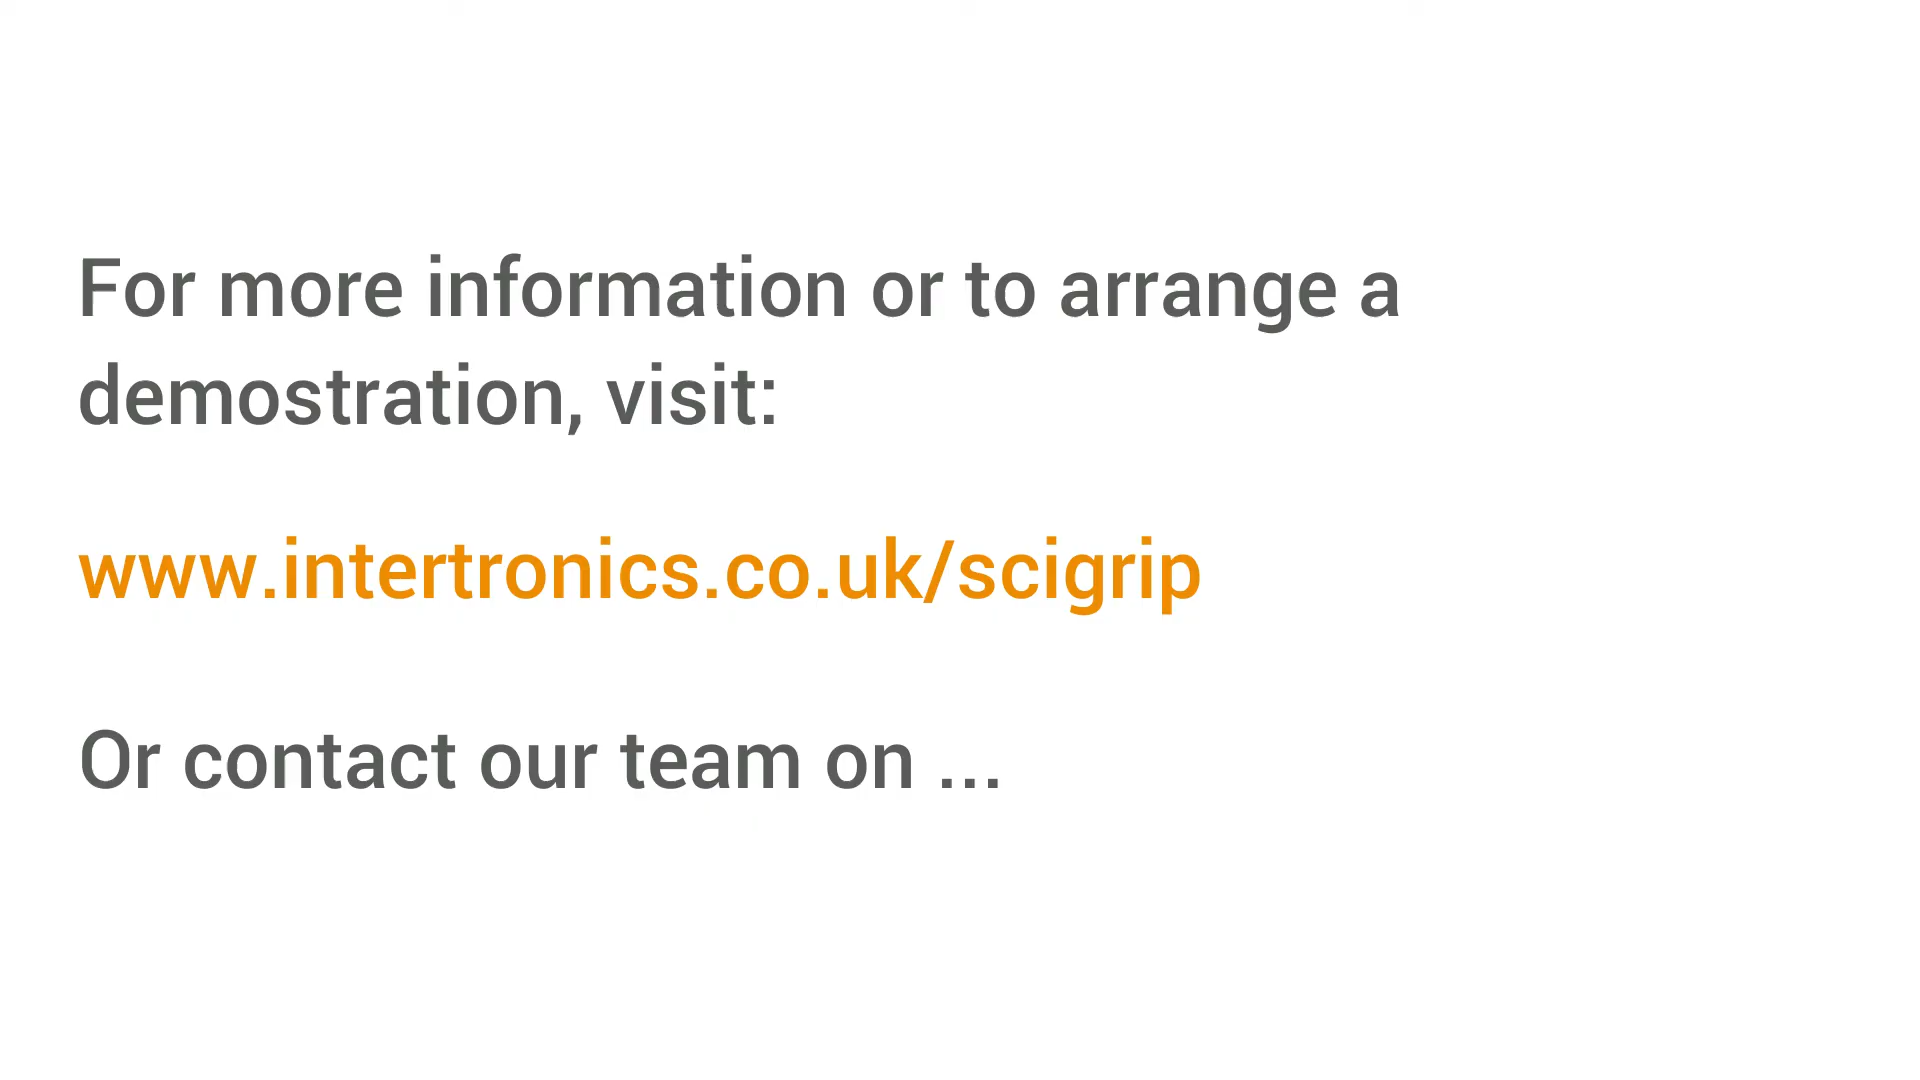 For more information or to arrange a
demostration, visit:
www.intertronics.co.uk/scigrip
Or contact our team on ...